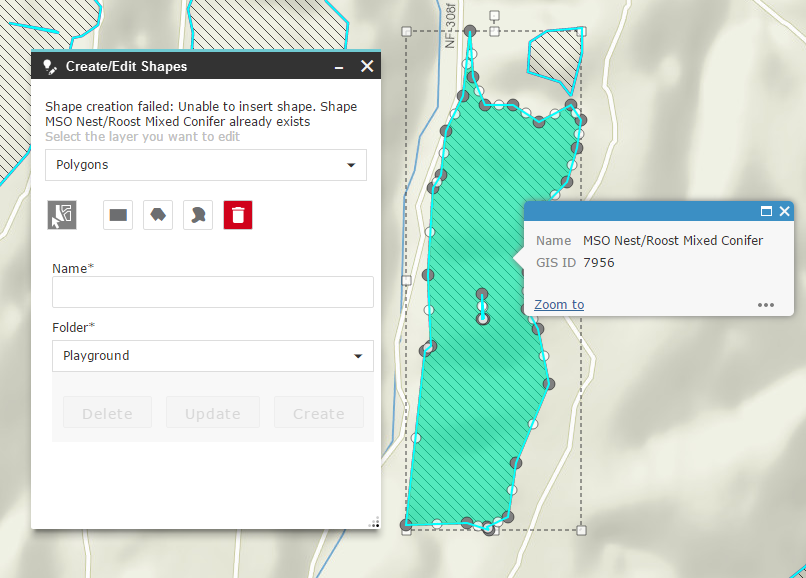 NF-308f
Create/Edit Shapes
Shape creation failed: Unable to insert shape. Shape
MSO Nest/Roost Mixed Conifer already exists
Select the layer you want to edit
Polygons
Name*
Folder*
Playground
Delete Update Create
Name MSO Nest/Roost Mixed Conifer
GIS ID 7956
Zoom to